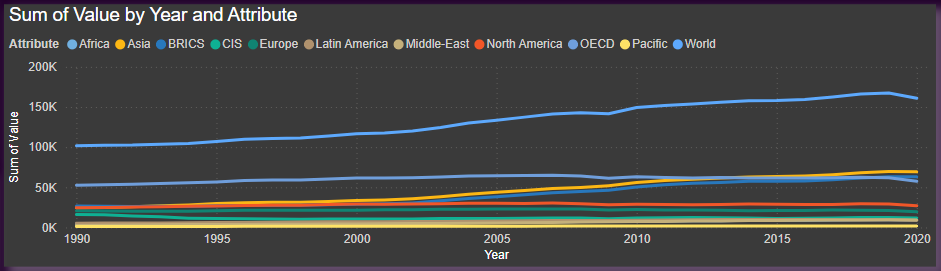 Sum of Value by Year and Attribute
Attribute Africa Asia BRICS CIS Europe Latin America Middle-East North America OECD Pacific World
200K
150K
100K
50K
0K
Sum of Value
1990 1995 2000 2005 2010 2015 2020
Year